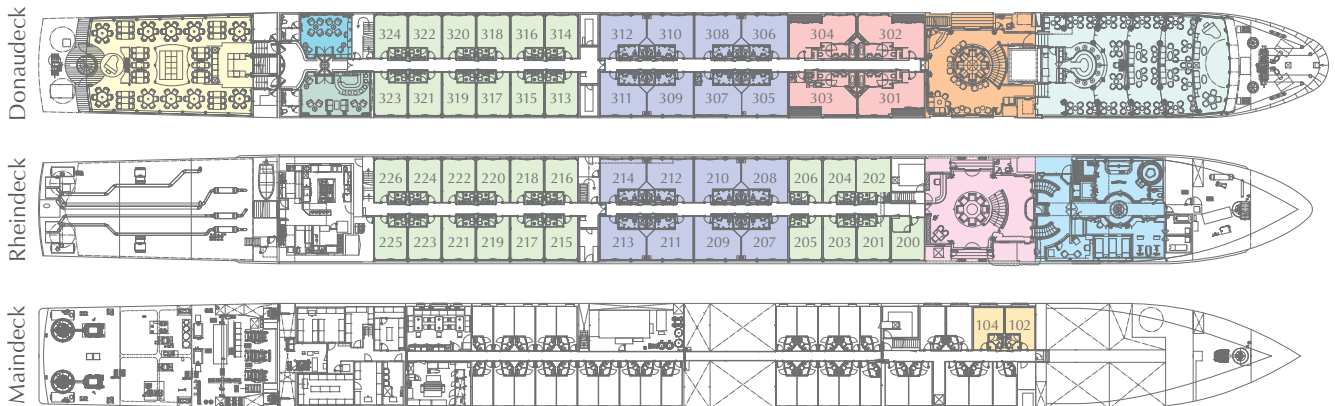 Donaudeck
324 322 320 318 316 314 312 310 308 306 304 302
323 321 319 317 315 313 311 309 307 305 303 301
Rheindeck
226 224 222 220 218 216 214 212 210 208 206 204 202
225 223 221 219 217 215 213 211 209 207 205 203 201 200
Maindeck
104 102